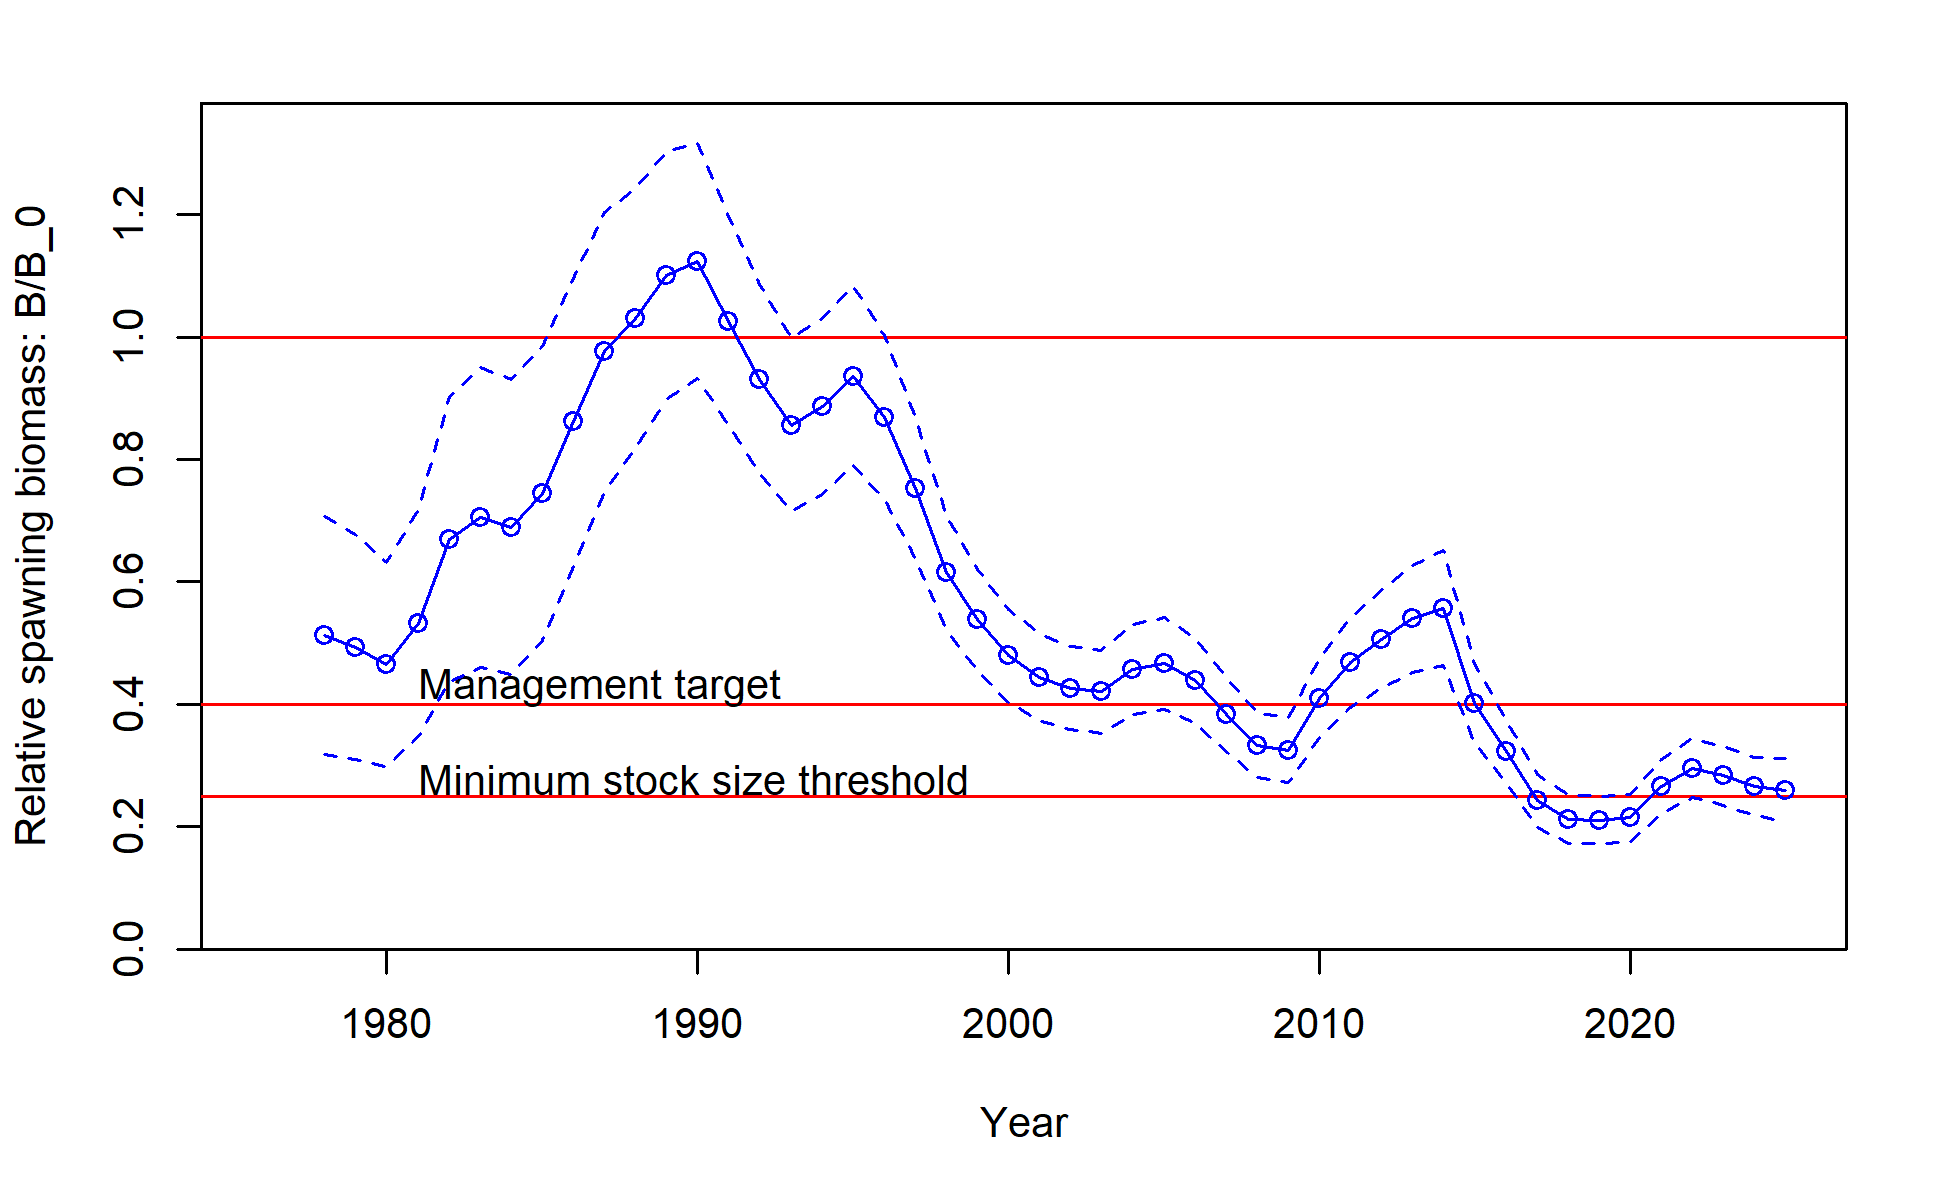 Relative spawning biomass: B/B_0
1.2
1.0
0.8
0.6
0.4
0.2
0.0
Management target
Minimum stock size threshold
1980 1990 2000 2010 2020
Year